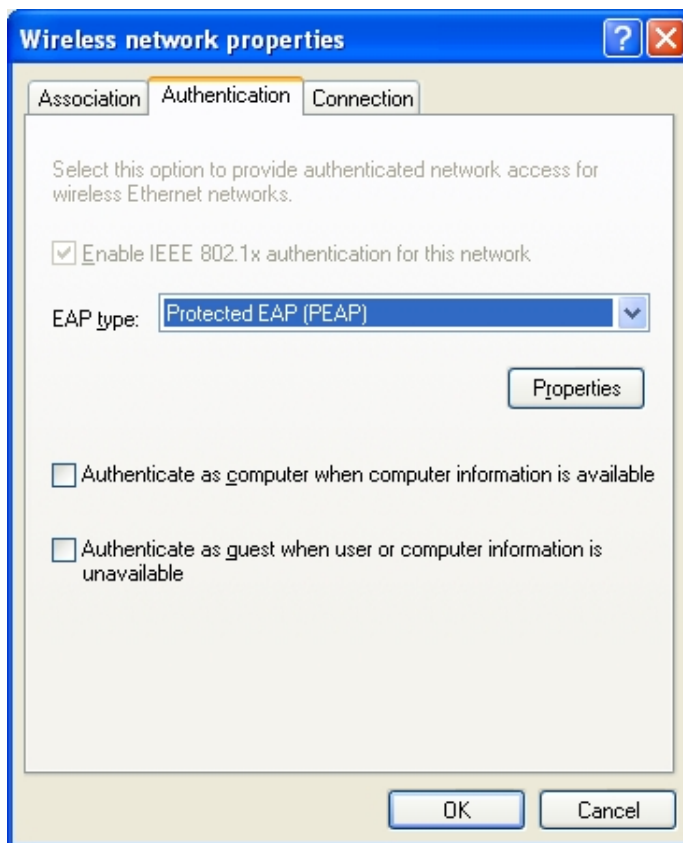 Wireless network properties
Association Authentication Connection
Select this option to provide authenticated network access for
wireless Ethernet networks.
Enable IEEE 802.1x authentication for this network
EAP type: Protected EAP (PEAP)
Properties
Authenticate as computer when computer information is available
Authenticate as guest when user or computer information is
unavailable
OK Cancel